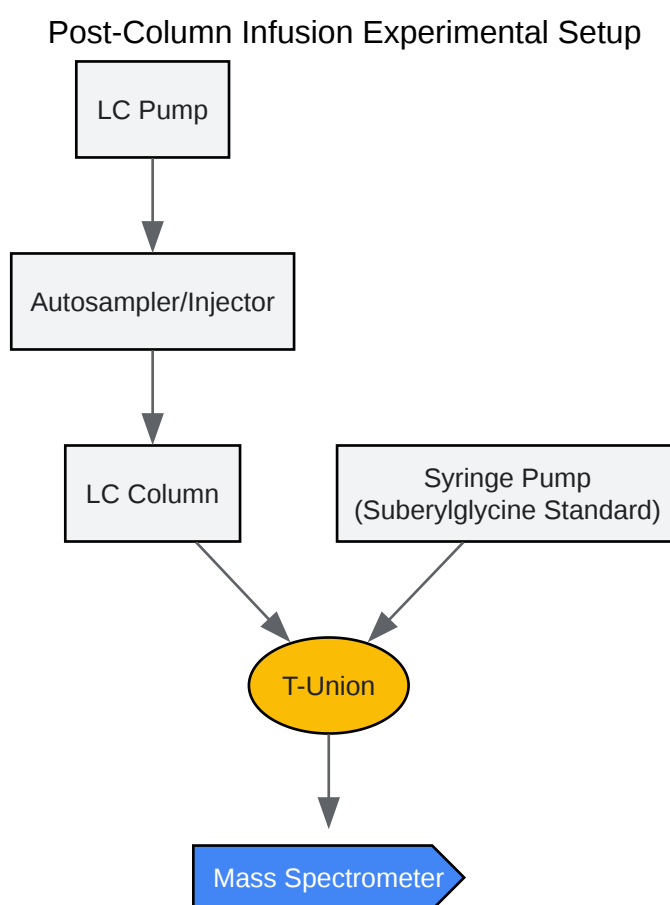 Post-Column Infusion Experimental Setup
LC Pump
Autosampler/Injector
LC Column
Syringe Pump
(Suberylglycine Standard)
T-Union
Mass Spectrometer